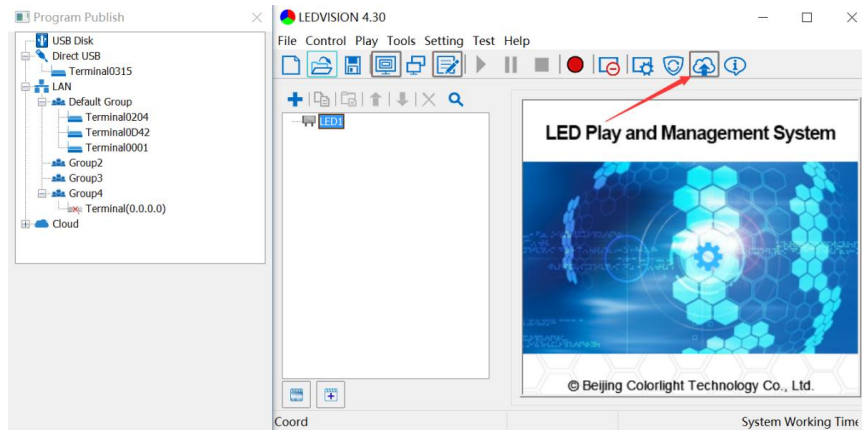 Program Publish
USB Disk
Direct USB
Terminal0315
LAN
Default Group
Terminal0204
Terminal0D42
Terminal0001
Group2
Group3
Group4
Terminal(0.0.0.0)
Cloud
LEDVISION 4.30
File Control Play Tools Setting Test Help
LED1
LED Play and Management System
© Beijing Colorlight Technology Co., Ltd.
Coord
System Working Time